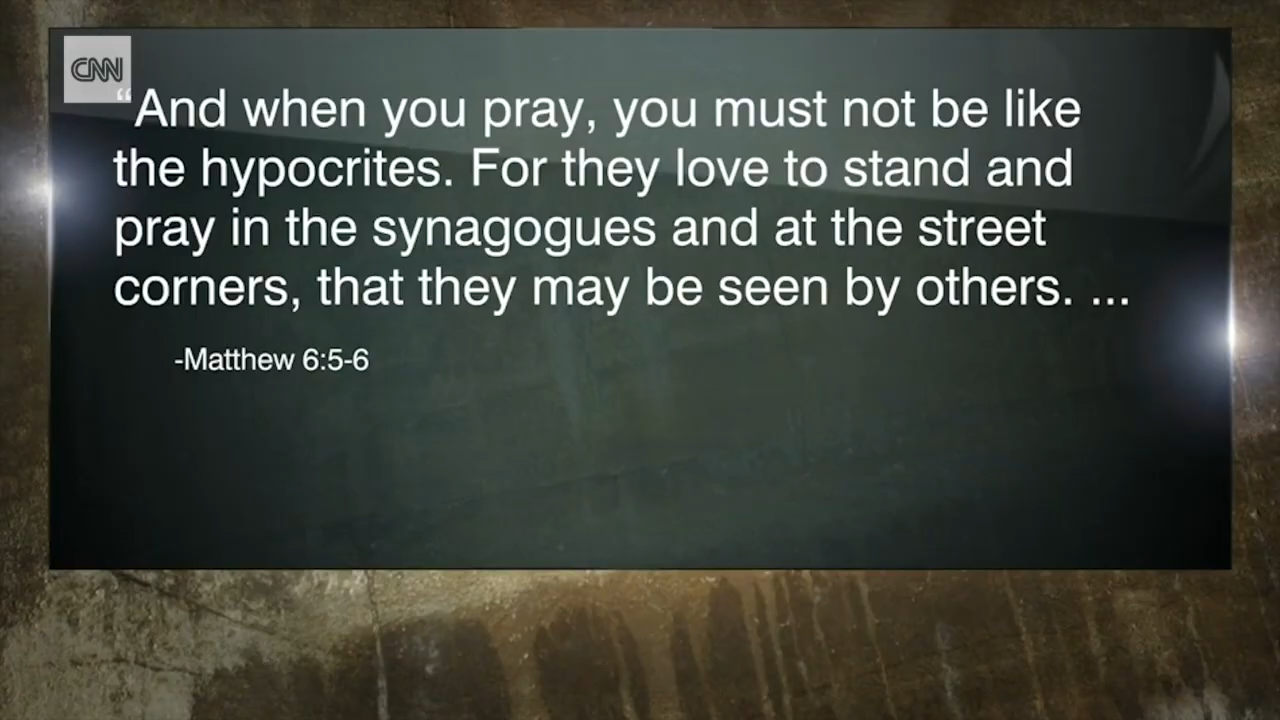 CNN
“And when you pray, you must not be like
the hypocrites. For they love to stand and
pray in the synagogues and at the street
corners, that they may be seen by others. ...
-Matthew 6:5-6